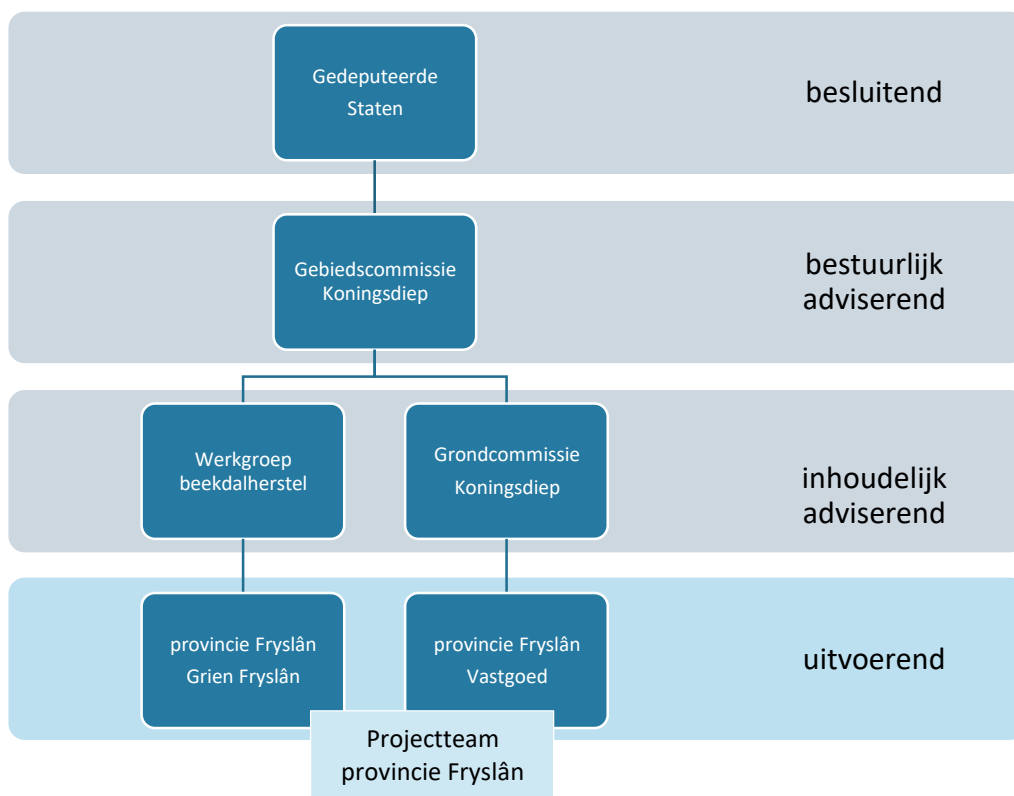 Gedeputeerde
Staten
besluitend
Gebiedscommissie
Koningsdiep
bestuurlijk
adviserend
Werkgroep
beekdalherstel
Grondcommissie
Koningsdiep
inhoudelijk
adviserend
provincie Fryslân
Grien Fryslân
provincie Fryslân
Vastgoed
uitvoerend
Projectteam
provincie Fryslân